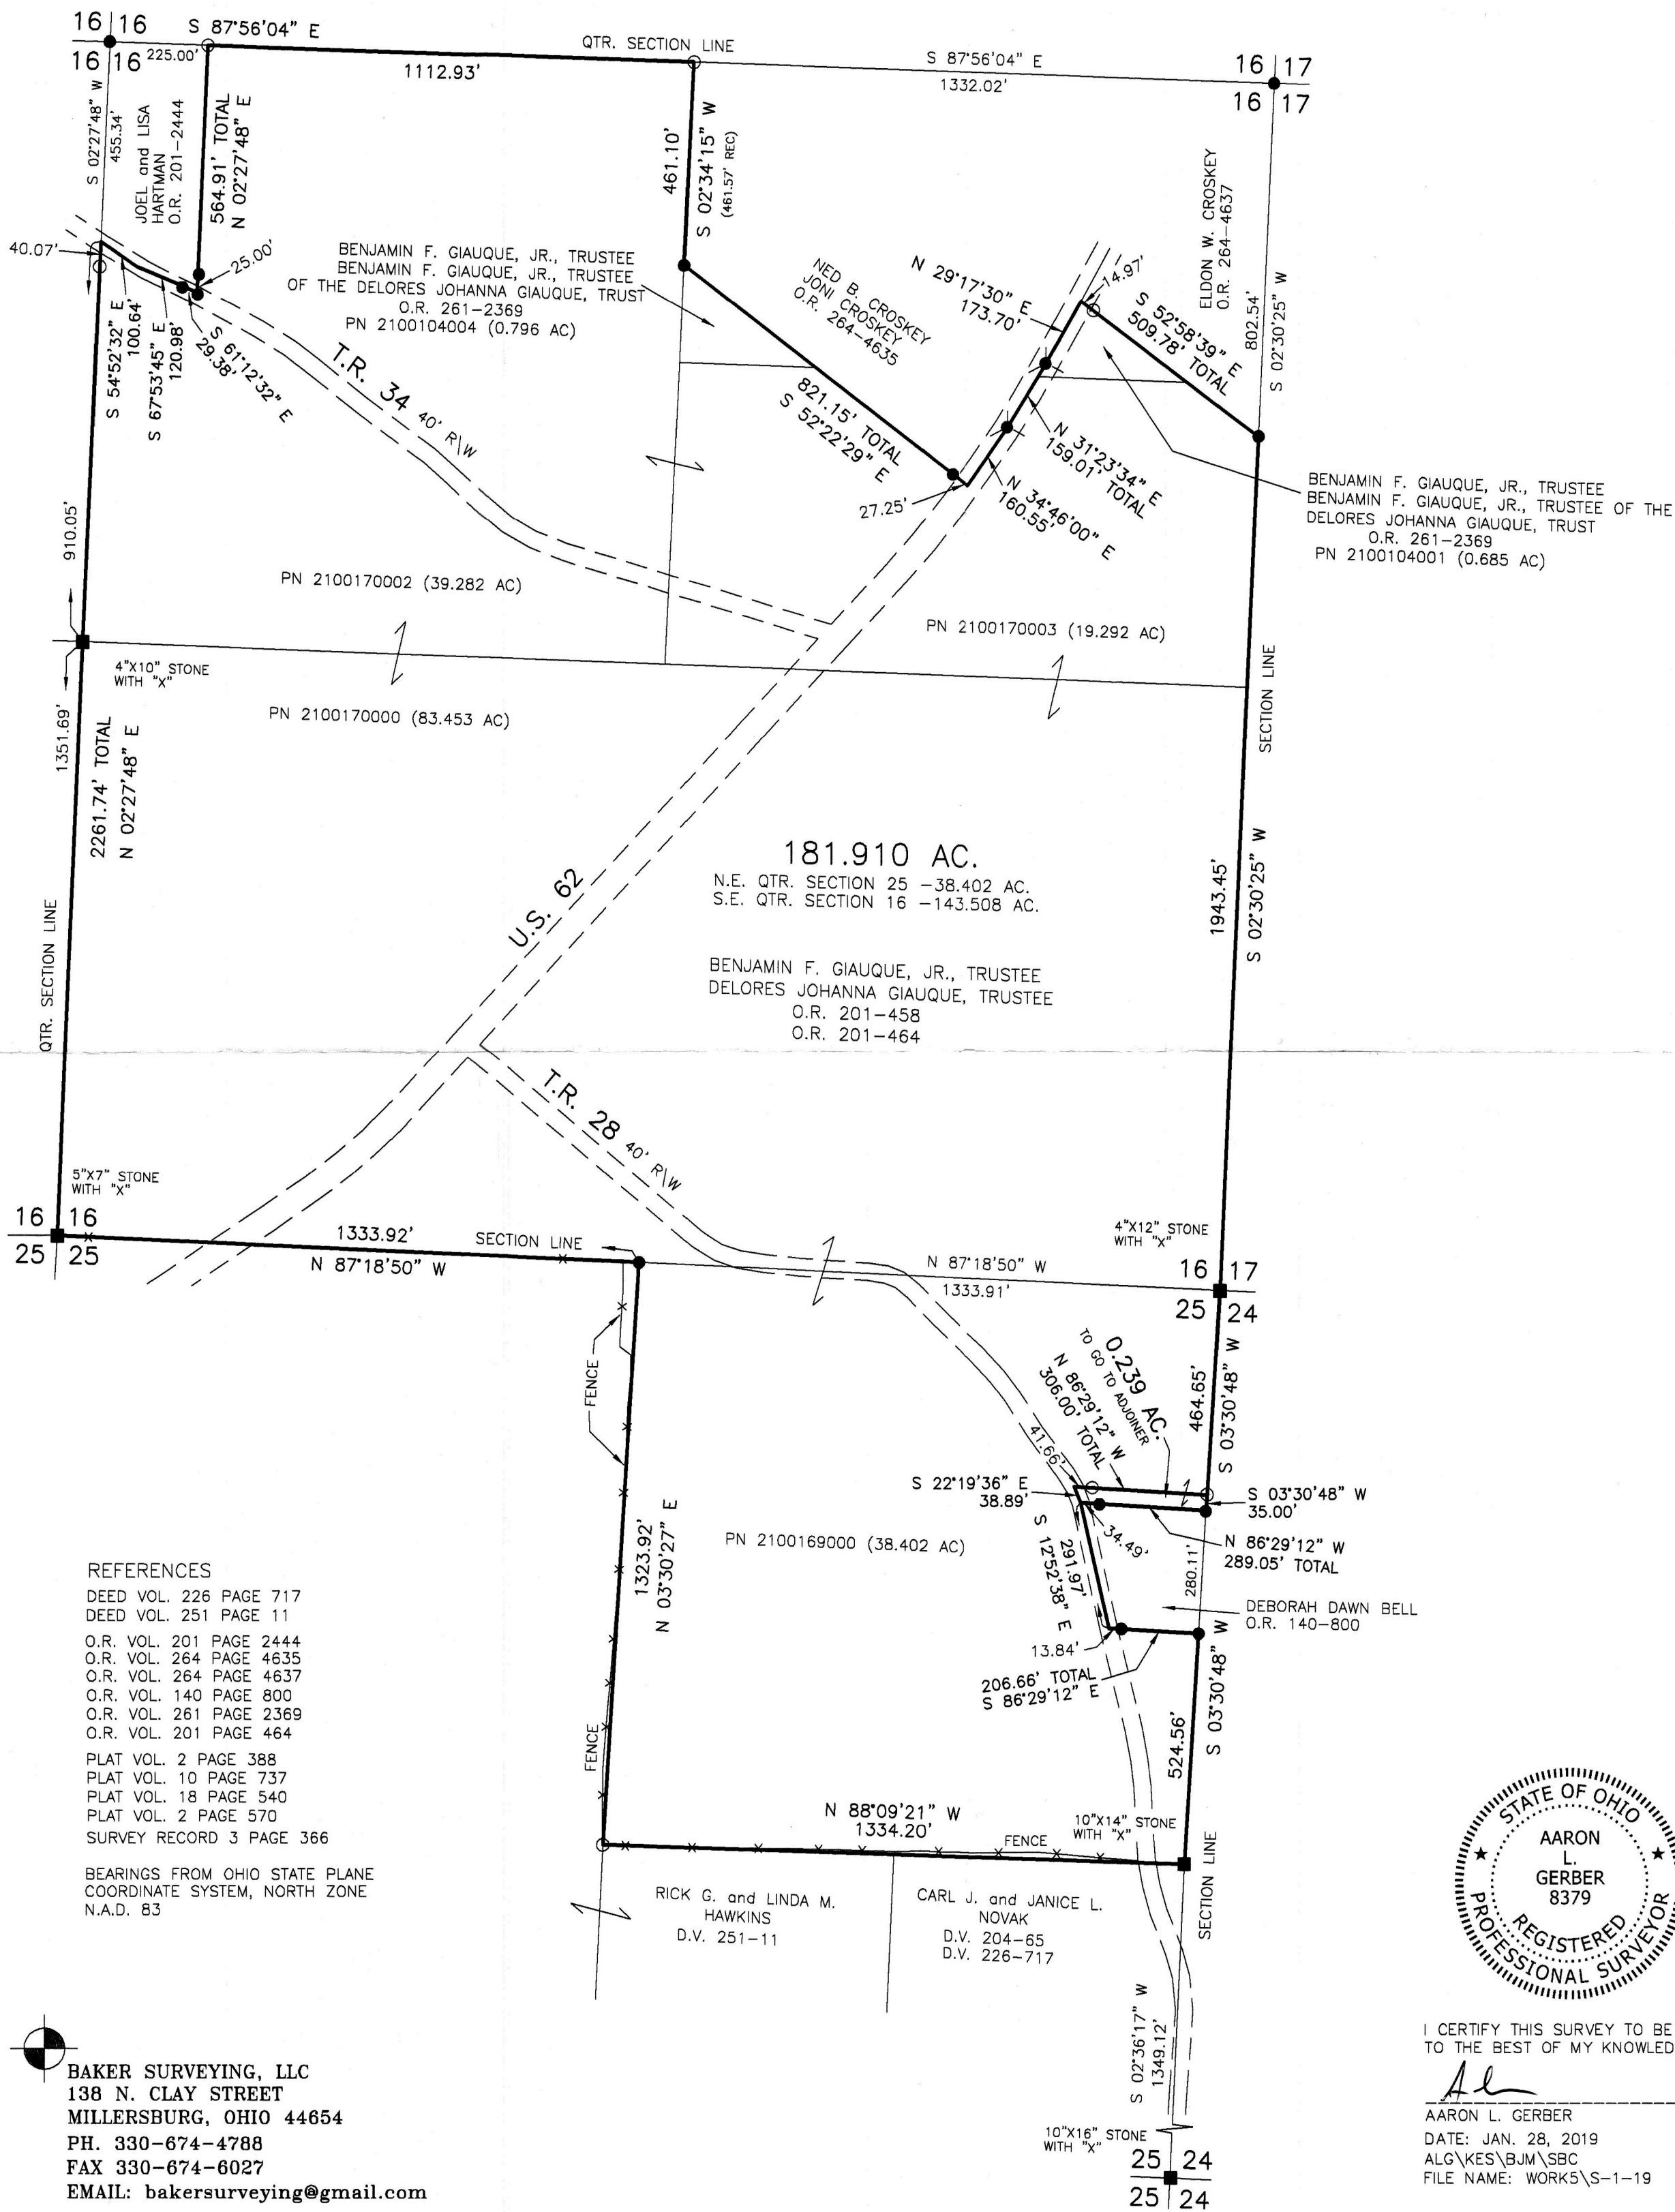 16 16
16 16
S 87°56'04" E
225.00'
QTR. SECTION LINE
1112.93'
S 87°56'04" E
1332.02'
16 17
16 17
S 02°27'48" W
455.34'
JOEL and LISA
HARTMAN
O.R. 201-2444
564.91' TOTAL
N 02°27'48" E
461.10'
S 02°34'15" W
(461.57' REC)
ELDON W. CROSKEY
O.R. 264-4637
802.54'
S 02°30'25" W
40.07'
25.00'
S 54°52'32" E
100.64'
S 67°53'45" E
120.98'
S 61°12'32" E
29.38'
BENJAMIN F. GIAUQUE, JR., TRUSTEE
BENJAMIN F. GIAUQUE, JR., TRUSTEE
OF THE DELORES JOHANNA GIAUQUE, TRUST
O.R. 261-2369
PN 2100104004 (0.796 AC)
NED B. CROSKEY
JONI CROSKEY
O.R. 264-4635
N 29°17'30" E
173.70'
14.97'
S 52°58'39" E
509.78' TOTAL
T.R. 34 40' R\W
821.15' TOTAL
S 52°22'29" E
27.25'
N 31°23'34" E
159.01' TOTAL
N 34°46'00" E
160.55'
BENJAMIN F. GIAUQUE, JR., TRUSTEE
BENJAMIN F. GIAUQUE, JR., TRUSTEE OF THE
DELORES JOHANNA GIAUQUE, TRUST
O.R. 261-2369
PN 2100104001 (0.685 AC)
910.05'
PN 2100170002 (39.282 AC)
PN 2100170003 (19.292 AC)
4"X10" STONE
WITH "X"
PN 2100170000 (83.453 AC)
SECTION LINE
1351.69'
2261.74' TOTAL
N 02°27'48" E
QTR. SECTION LINE
181.910 AC.
N.E. QTR. SECTION 25 -38.402 AC.
S.E. QTR. SECTION 16 -143.508 AC.
1943.45'
S 02°30'25" W
U.S. 62
BENJAMIN F. GIAUQUE, JR., TRUSTEE
DELORES JOHANNA GIAUQUE, TRUSTEE
O.R. 201-458
O.R. 201-464
T.R. 28 40' R\W
5"X7" STONE
WITH "X"
16 16
25 25
1333.92'
SECTION LINE
N 87°18'50" W
4"X12" STONE
WITH "X"
N 87°18'50" W
1333.91'
16 17
25 24
FENCE
0.239 AC.
TO GO TO ADJOINER
N 86°29'12" W
306.00' TOTAL
464.65'
S 03°30'48" W
41.66'
S 22°19'36" E
38.89'
S 03°30'48" W
35.00'
34.49'
N 86°29'12" W
289.05' TOTAL
291.97'
S 12°52'38" E
280.11'
1323.92'
N 03°30'27" E
PN 2100169000 (38.402 AC)
DEBORAH DAWN BELL
O.R. 140-800
13.84'
206.66' TOTAL
S 86°29'12" E
524.56'
S 03°30'48" W
FENCE
N 88°09'21" W
1334.20'
10"X14" STONE
WITH "X"
FENCE
RICK G. and LINDA M.
HAWKINS
D.V. 251-11
CARL J. and JANICE L.
NOVAK
D.V. 204-65
D.V. 226-717
SECTION LINE
S 02°36'17" W
1349.12'
10"X16" STONE
WITH "X"
25 24
25 24
REFERENCES
DEED VOL. 226 PAGE 717
DEED VOL. 251 PAGE 11
O.R. VOL. 201 PAGE 2444
O.R. VOL. 264 PAGE 4635
O.R. VOL. 264 PAGE 4637
O.R. VOL. 140 PAGE 800
O.R. VOL. 261 PAGE 2369
O.R. VOL. 201 PAGE 464
PLAT VOL. 2 PAGE 388
PLAT VOL. 10 PAGE 737
PLAT VOL. 18 PAGE 540
PLAT VOL. 2 PAGE 570
SURVEY RECORD 3 PAGE 366
BEARINGS FROM OHIO STATE PLANE
COORDINATE SYSTEM, NORTH ZONE
N.A.D. 83
BAKER SURVEYING, LLC
138 N. CLAY STREET
MILLERSBURG, OHIO 44654
PH. 330-674-4788
FAX 330-674-6027
EMAIL: bakersurveying@gmail.com
STATE OF OHIO
AARON
L.
GERBER
8379
REGISTERED
PROFESSIONAL SURVEYOR
I CERTIFY THIS SURVEY TO BE
TO THE BEST OF MY KNOWLED
AARON L. GERBER
DATE: JAN. 28, 2019
ALG\KES\BJM\SBC
FILE NAME: WORK5\S-1-19